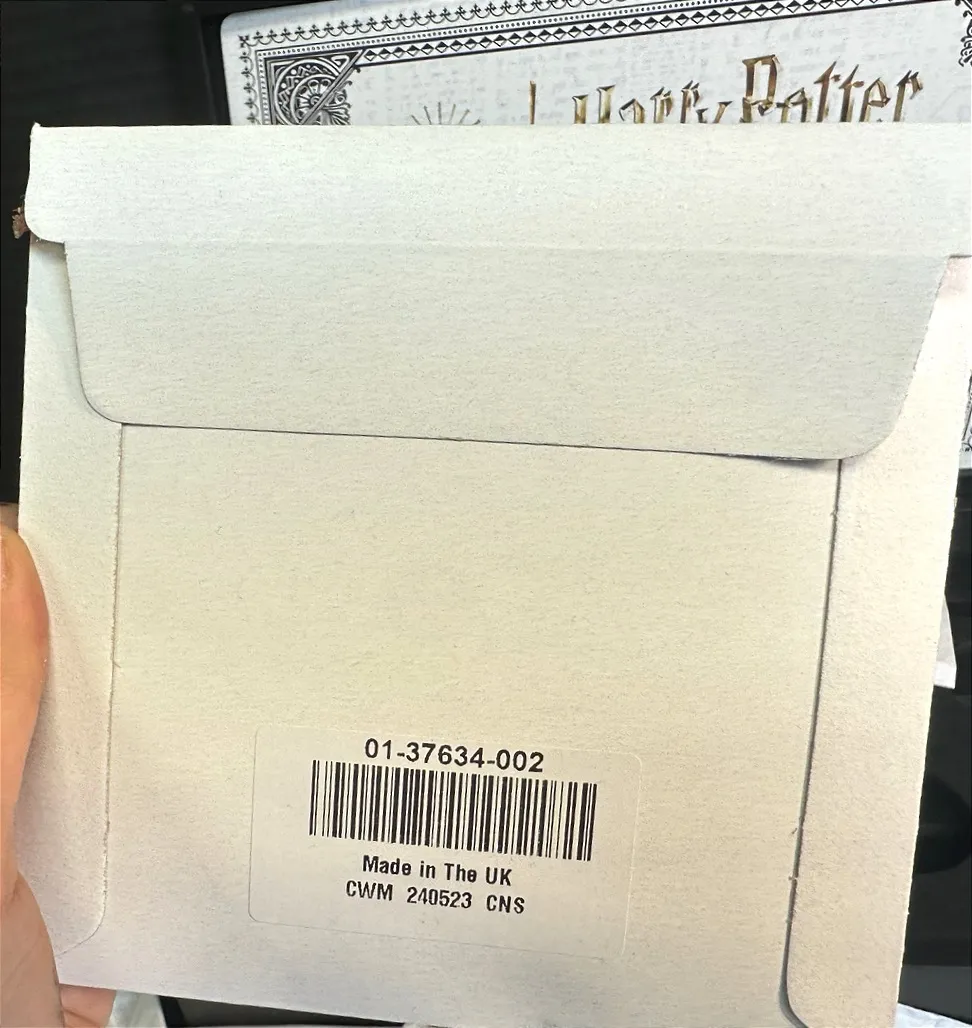 Harry Potter
01-37634-002
Made in The UK
CWM 240523 CNS